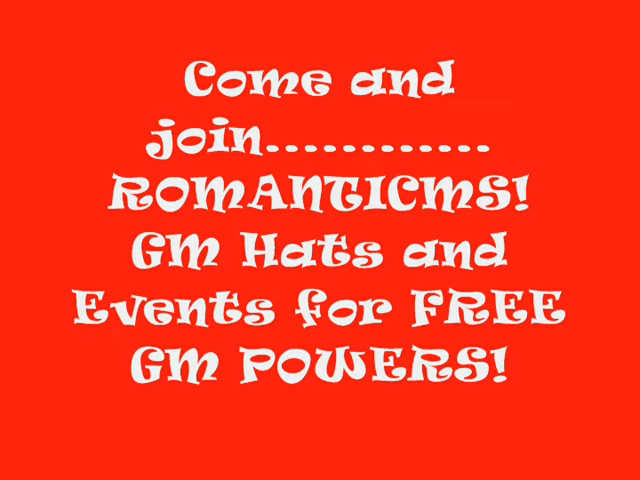 Come and
join............
ROMANTICMS!
GM Hats and
Events for FREE
GM POWERS!